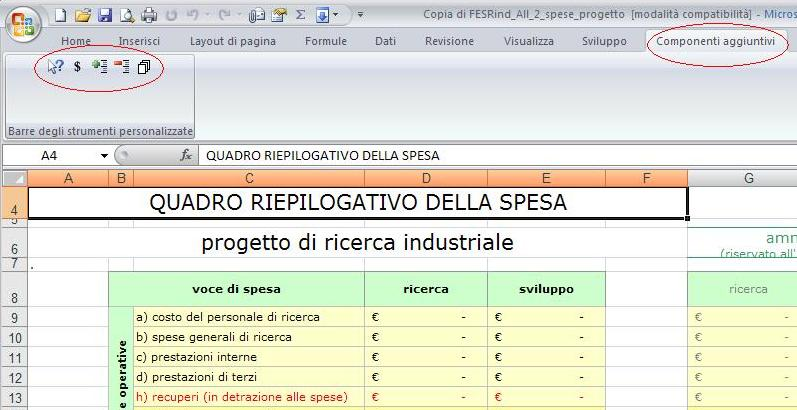 Copia di FESRind_All_2_spese_progetto [modalità compatibilità] - Micros
Home Inserisci Layout di pagina Formule Dati Revisione Visualizza Sviluppo Componenti aggiuntivi
? $
Barre degli strumenti personalizzate
A4 fx QUADRO RIEPILOGATIVO DELLA SPESA
A B C D E F G
4 QUADRO RIEPILOGATIVO DELLA SPESA
5
6 progetto di ricerca industriale amm
(riservato all'
7 .
8 voce di spesa ricerca sviluppo ricerca
9 a) costo del personale di ricerca € - € - € -
10 b) spese generali di ricerca € - € - € -
11 c) prestazioni interne € - € - € -
12 d) prestazioni di terzi € - € - € -
13 h) recuperi (in detrazione alle spese) € - € - € -
e operative